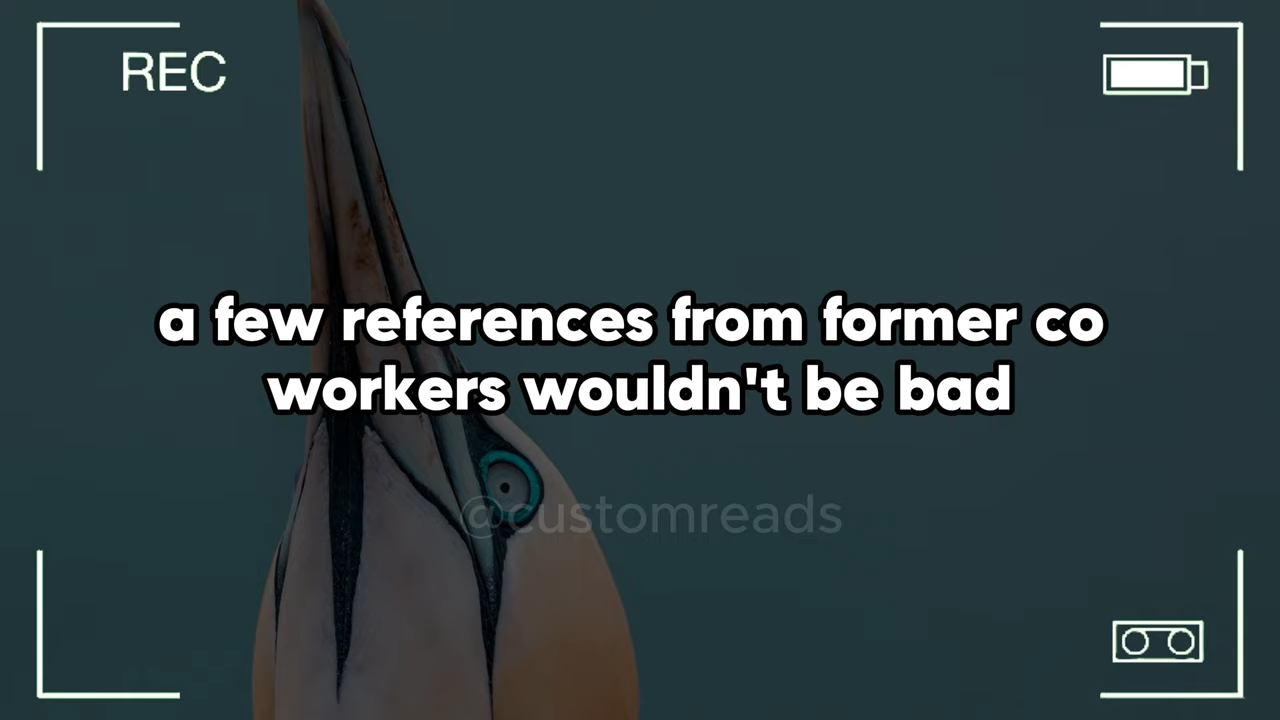 REC
a few references from former co
workers wouldn't be bad
@customreads